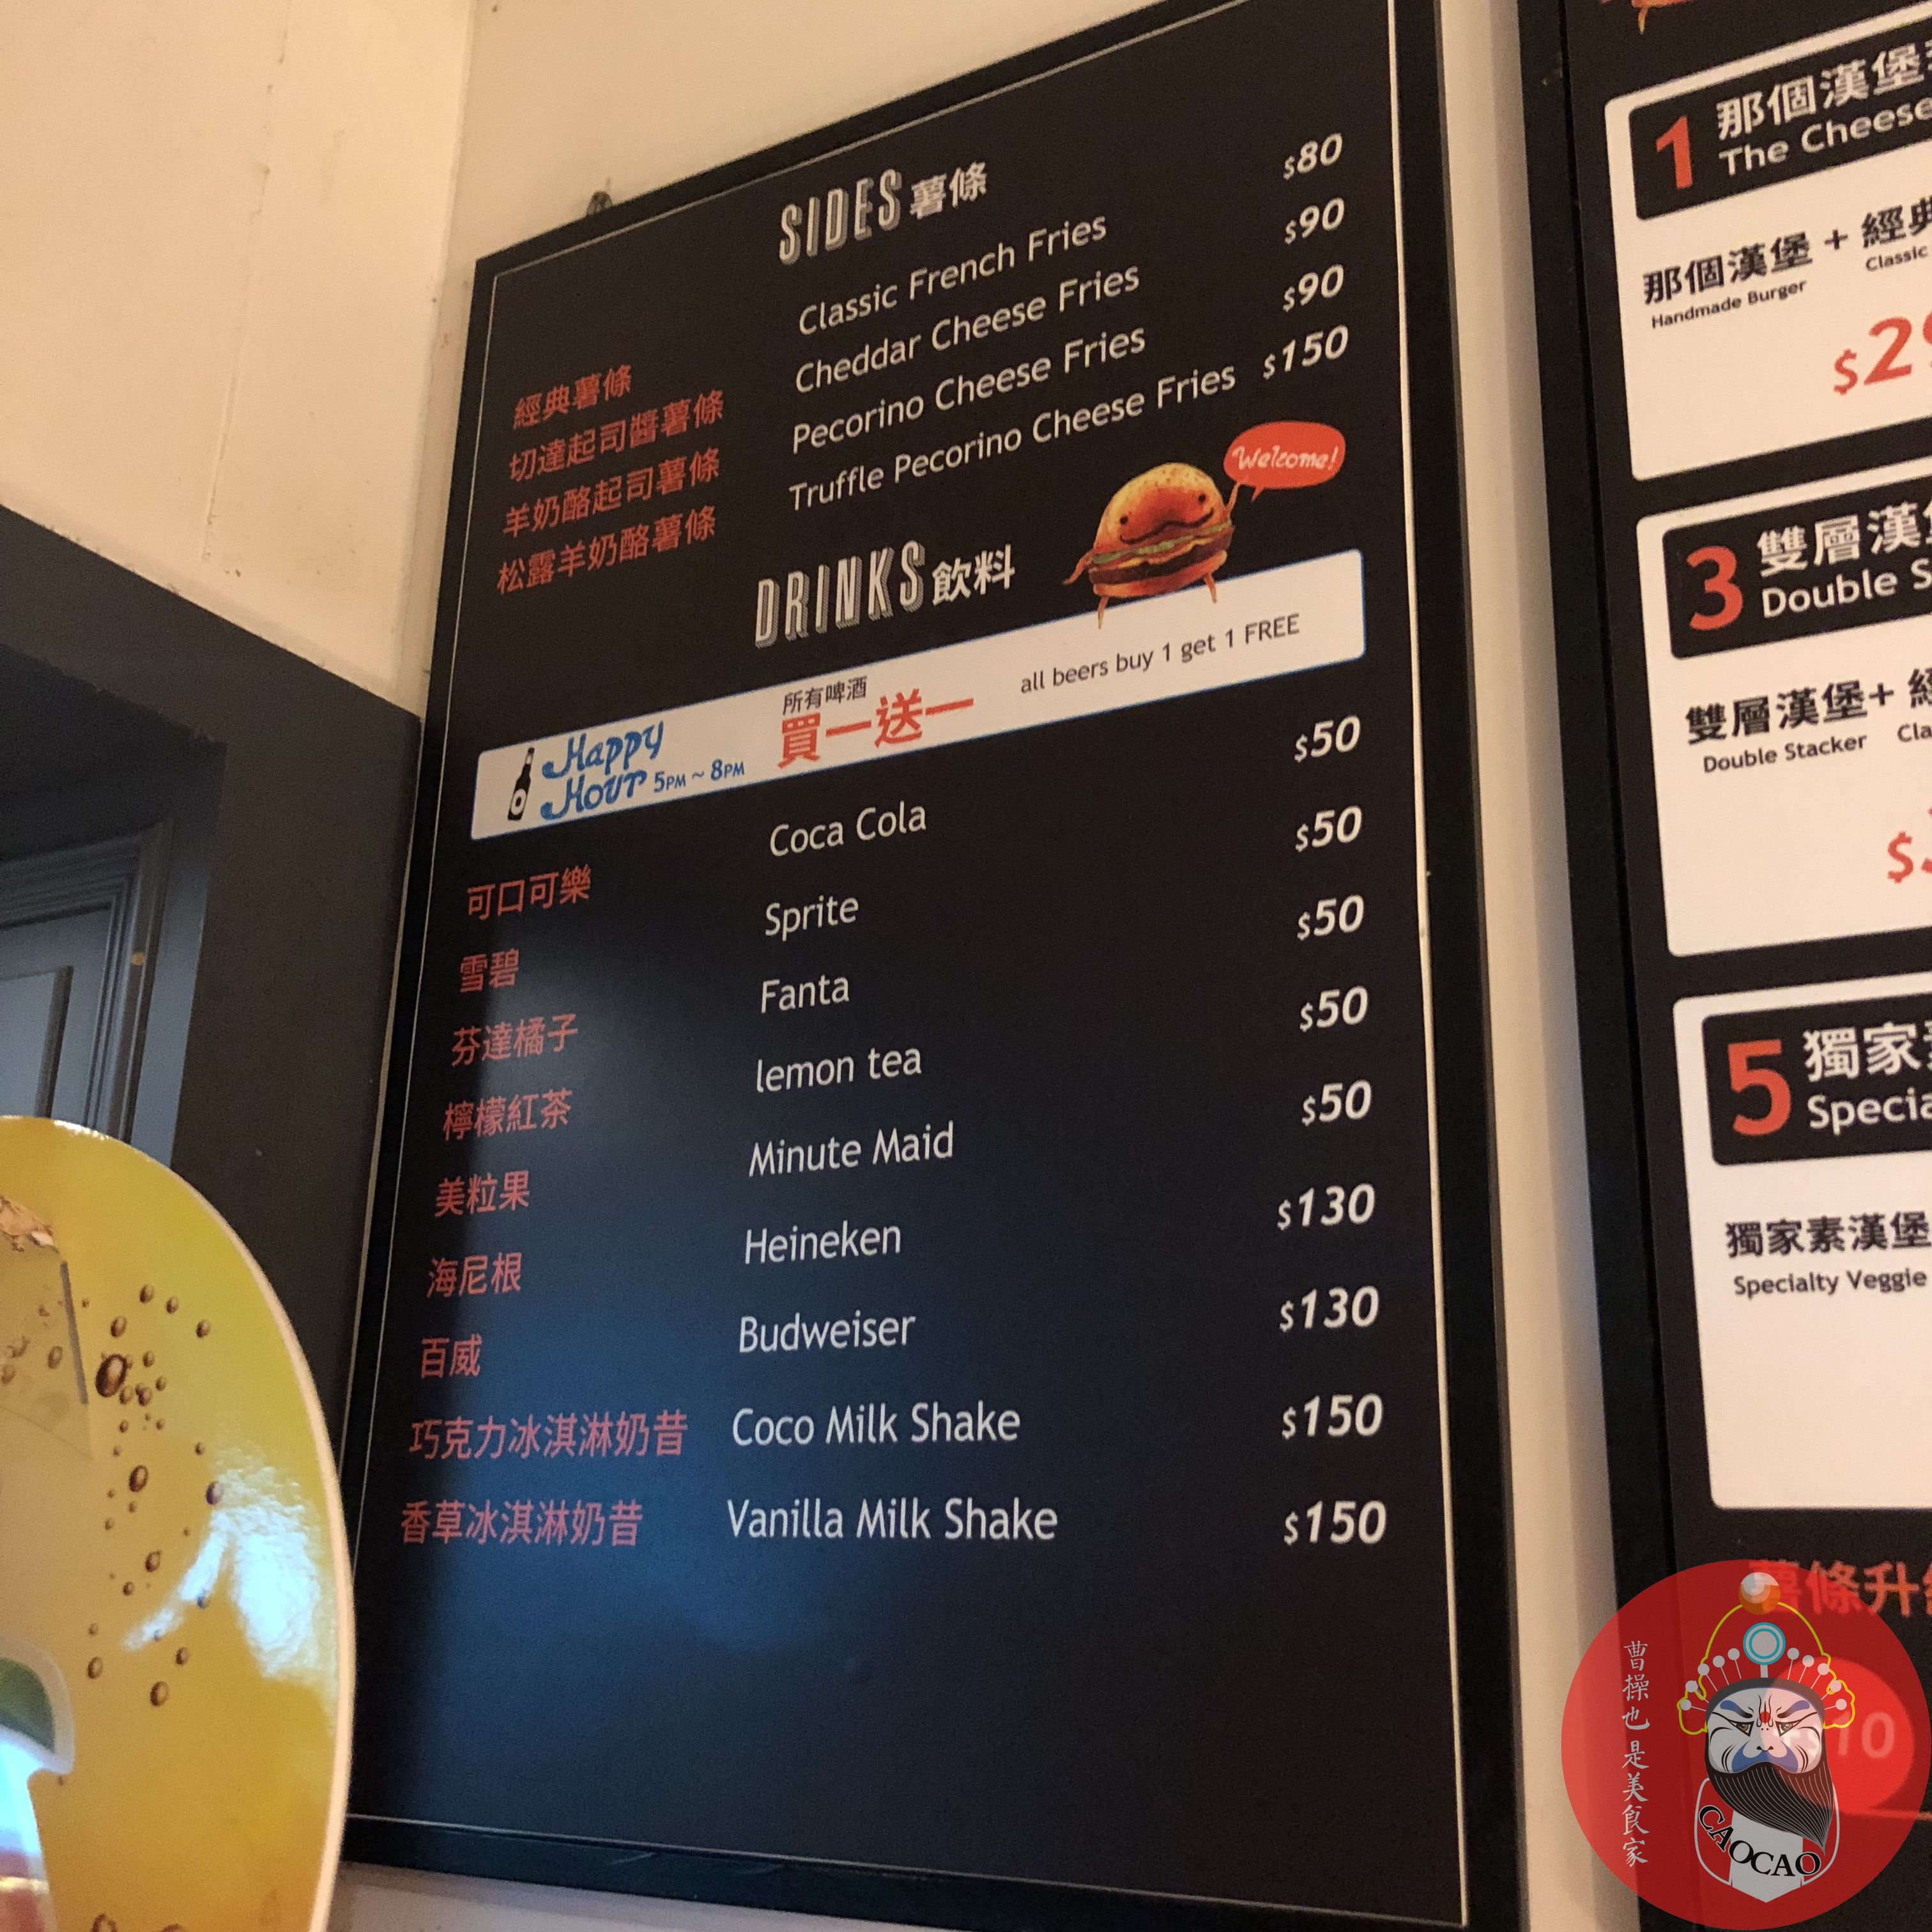 SIDES 薯條
經典薯條 Classic French Fries $80
切達起司醬薯條 Cheddar Cheese Fries $90
羊奶酪起司薯條 Pecorino Cheese Fries $90
松露羊奶酪薯條 Truffle Pecorino Cheese Fries $150
Welcome!
DRINKS 飲料
Happy
Hour 5PM ~ 8PM
所有啤酒
買一送一
all beers buy 1 get 1 FREE
可口可樂 Coca Cola $50
雪碧 Sprite $50
芬達橘子 Fanta $50
檸檬紅茶 lemon tea $50
美粒果 Minute Maid $50
海尼根 Heineken $130
百威 Budweiser $130
巧克力冰淇淋奶昔 Coco Milk Shake $150
香草冰淇淋奶昔 Vanilla Milk Shake $150
1 那個漢堡
The Cheese
那個漢堡 + 經典
Handmade Burger Classic
3 雙層漢堡
Double
雙層漢堡 +
Double Stacker
5 獨家
獨家素漢堡
Specialty Veggie
薯條升
曹操也是美食家
CAOCAO